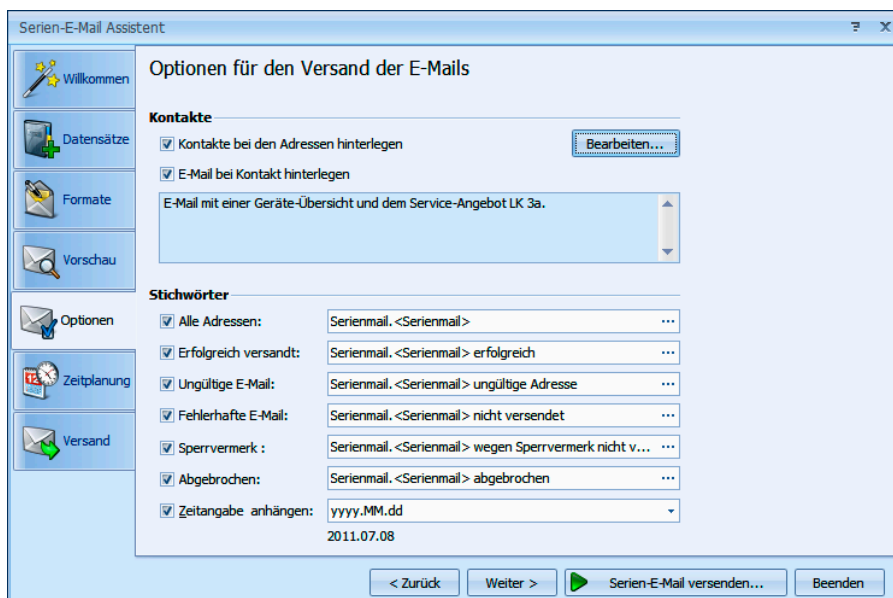 Serien-E-Mail Assistent
Willkommen
Datensätze
Formate
Vorschau
Optionen
Zeitplanung
Versand
Optionen für den Versand der E-Mails
Kontakte
Kontakte bei den Adressen hinterlegen
Bearbeiten...
E-Mail bei Kontakt hinterlegen
E-Mail mit einer Geräte-Übersicht und dem Service-Angebot LK 3a.
Stichwörter
Alle Adressen: Serienmail.<Serienmail> ...
Erfolgreich versandt: Serienmail.<Serienmail> erfolgreich ...
Ungültige E-Mail: Serienmail.<Serienmail> ungültige Adresse ...
Fehlerhafte E-Mail: Serienmail.<Serienmail> nicht versendet ...
Sperrvermerk : Serienmail.<Serienmail> wegen Sperrvermerk nicht v... ...
Abgebrochen: Serienmail.<Serienmail> abgebrochen ...
Zeitangabe anhängen: yyyy.MM.dd
2011.07.08
< Zurück Weiter > Serien-E-Mail versenden... Beenden